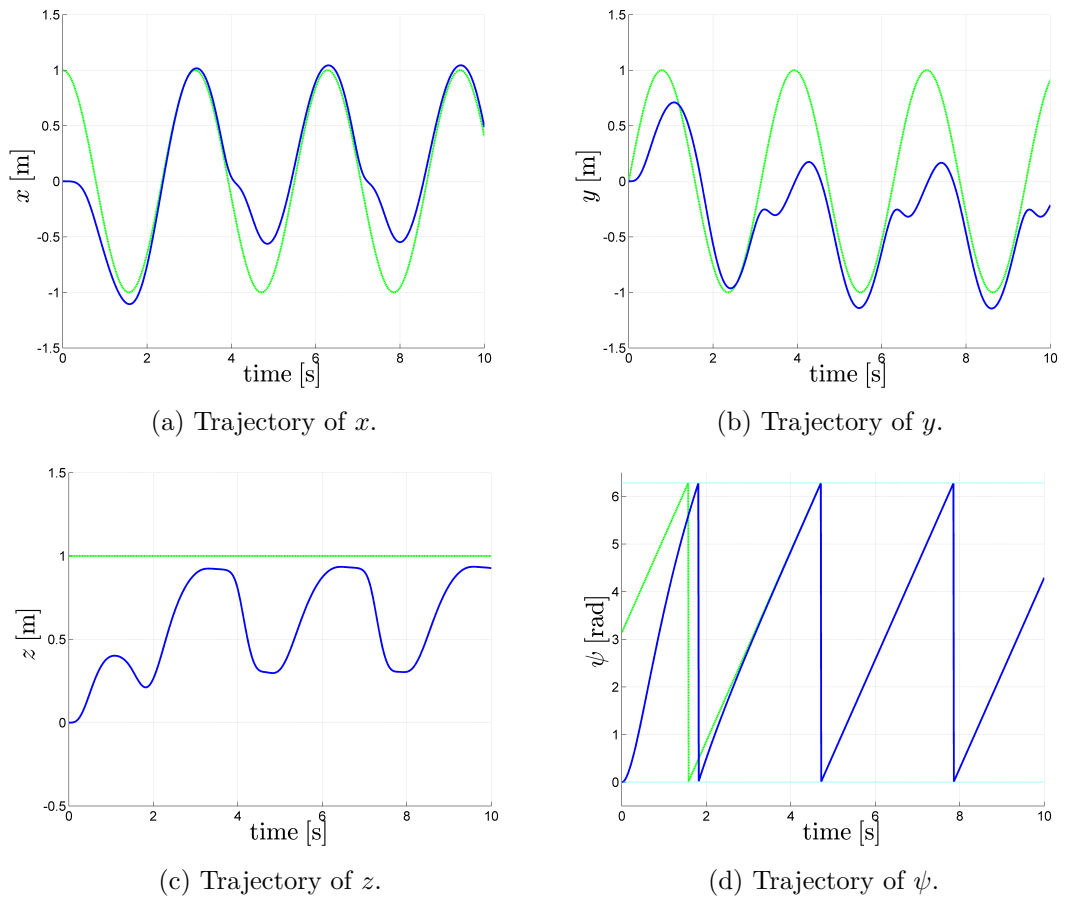 1.5
1
0.5
0
-0.5
-1
-1.5
x [m]
0 2 4 6 8 10
time [s]
(a) Trajectory of x.
1.5
1
0.5
0
-0.5
-1
-1.5
y [m]
0 2 4 6 8 10
time [s]
(b) Trajectory of y.
1.5
1
0.5
0
-0.5
z [m]
0 2 4 6 8 10
time [s]
(c) Trajectory of z.
6
5
4
3
2
1
0
ψ [rad]
0 2 4 6 8 10
time [s]
(d) Trajectory of ψ.